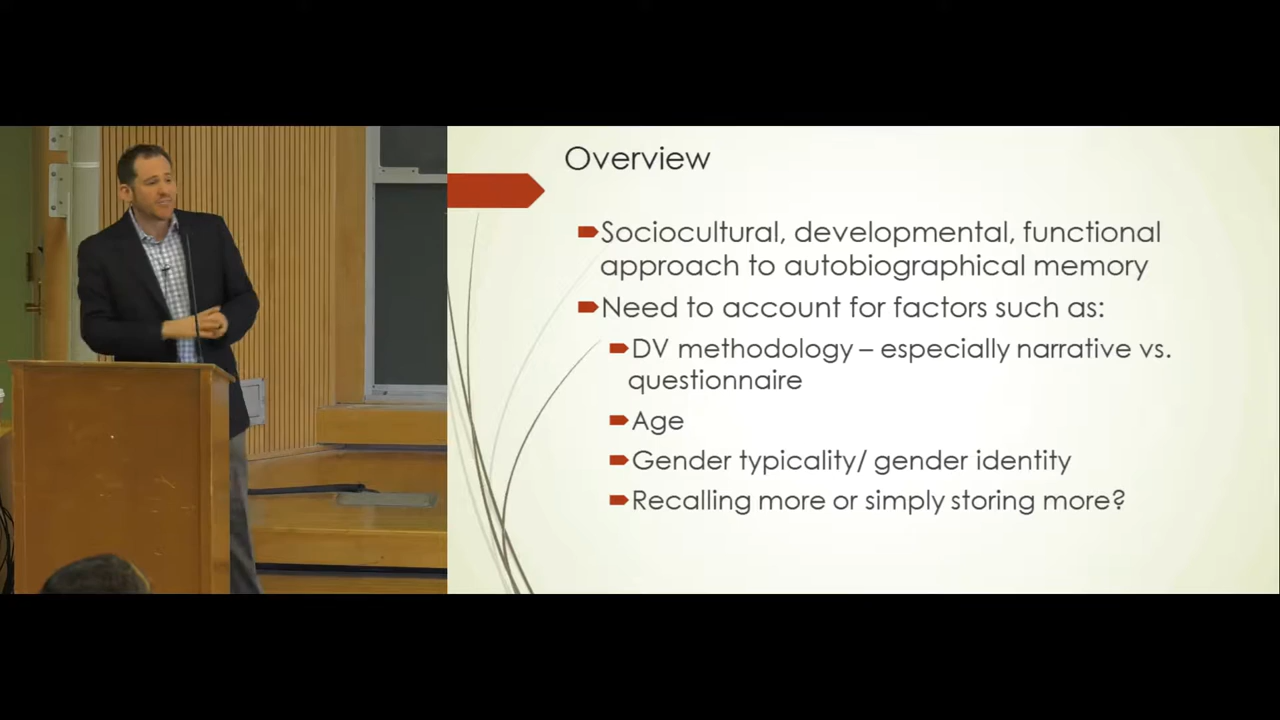 Overview
Sociocultural, developmental, functional
approach to autobiographical memory
Need to account for factors such as:
DV methodology – especially narrative vs.
questionnaire
Age
Gender typicality/ gender identity
Recalling more or simply storing more?